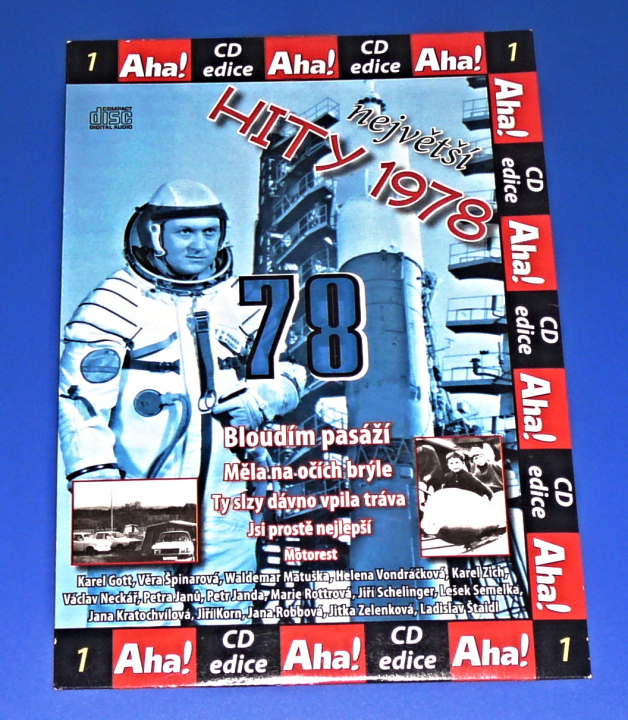 1 Aha! CD edice Aha! CD edice Aha! 1
COMPACT
disc
DIGITAL AUDIO
největší
HITY 1978
78
Bloudím pasáží
Měla na očích brýle
Ty slzy dávno vpila tráva
Jsi prostě nejlepší
Motorest
Karel Gott, Věra Špinarová, Waldemar Matuška, Helena Vondráčková, Karel Zich,
Václav Neckář, Petra Janů, Petr Janda, Marie Rottrová, Jiří Schelinger, Lešek Semelka,
Jana Kratochvílová, Jiří Korn, Jana Robbová, Jitka Zelenková, Ladislav Štaidl
Aha!
CD edice
Aha!
CD edice
Aha!
CD edice
Aha!
1 Aha! CD edice Aha! CD edice Aha! 1